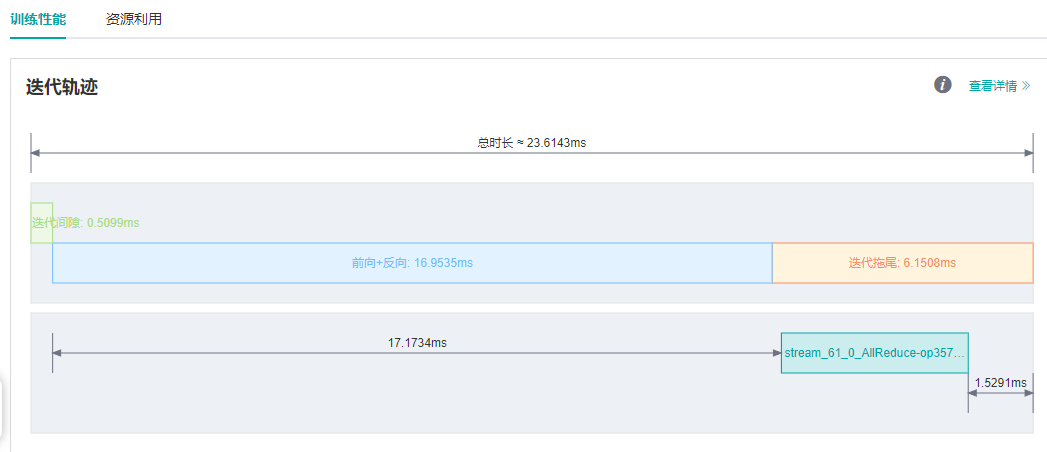 训练性能 资源利用
迭代轨迹
i 查看详情
总时长 ≈ 23.6143ms
迭代间隙: 0.5099ms
前向+反向: 16.9535ms
迭代拖尾: 6.1508ms
17.1734ms
stream_61_0_AllReduce-op357...
1.5291ms